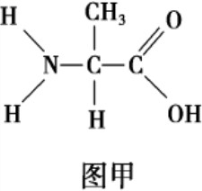 H CH₃ O
N—C—C
H H OH
图甲